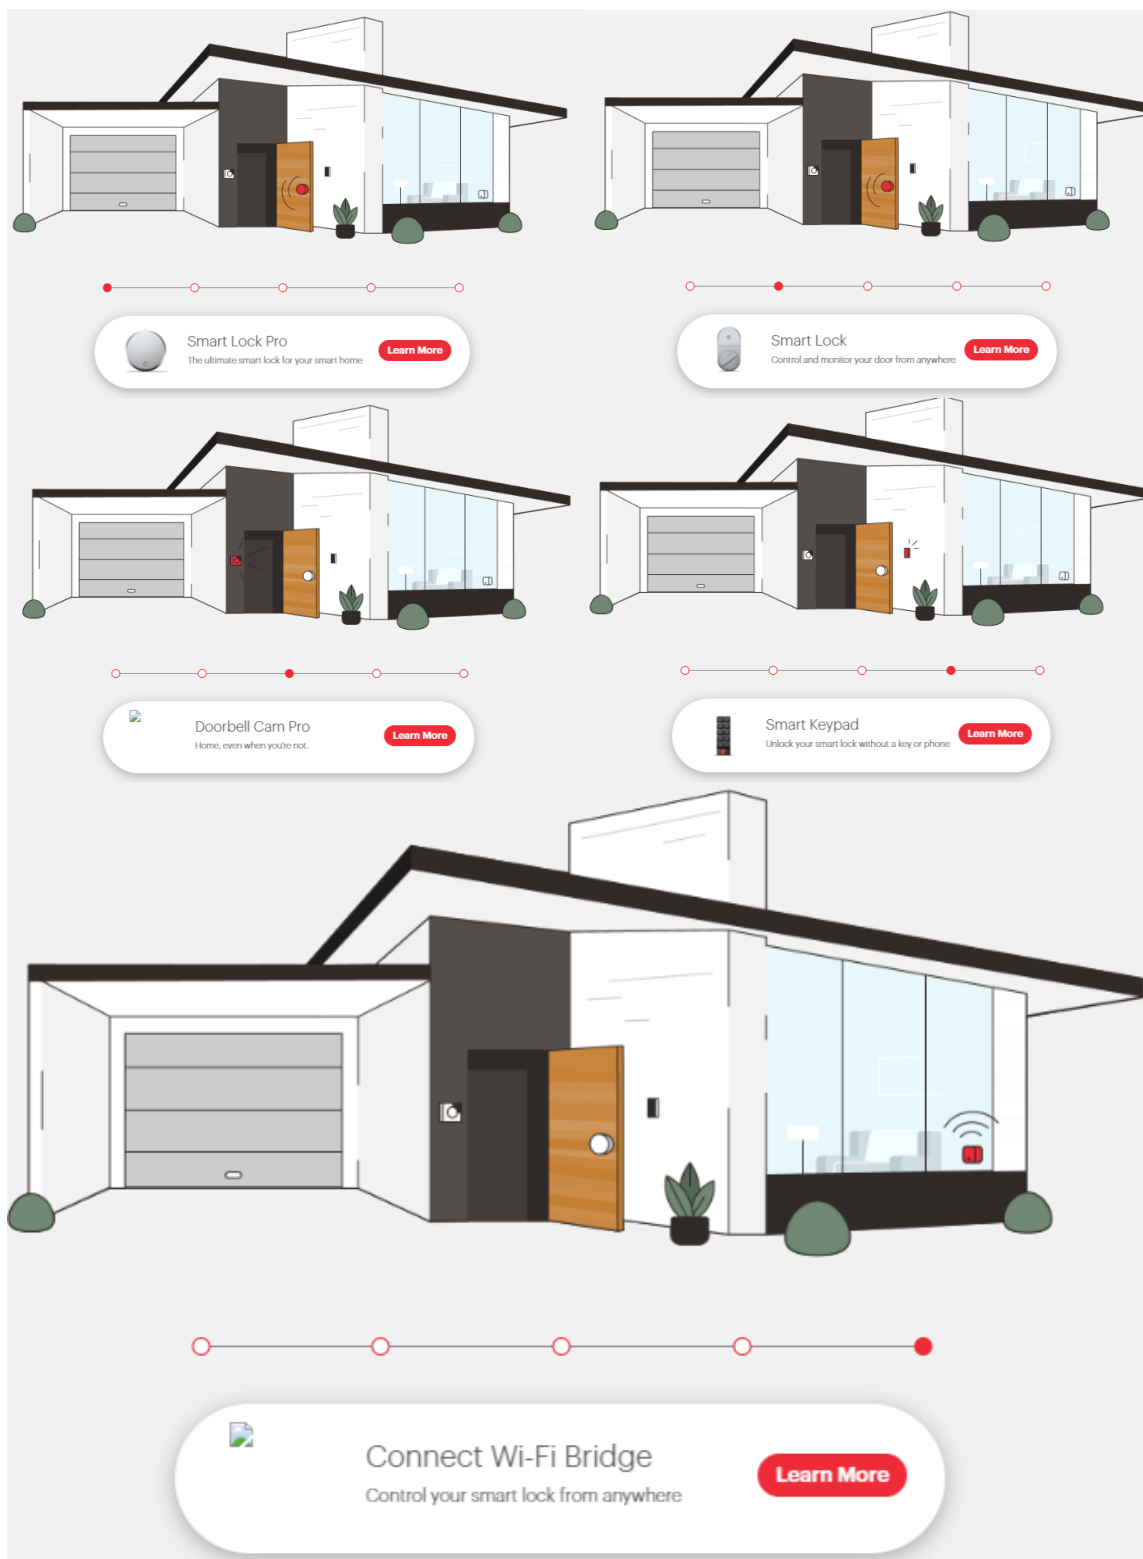 Smart Lock Pro
The ultimate smart lock for your smart home
Learn More
Smart Lock
Control and monitor your door from anywhere
Learn More
Doorbell Cam Pro
Home, even when you're not.
Learn More
Smart Keypad
Unlock your smart lock without a key or phone
Learn More
Connect Wi-Fi Bridge
Control your smart lock from anywhere
Learn More